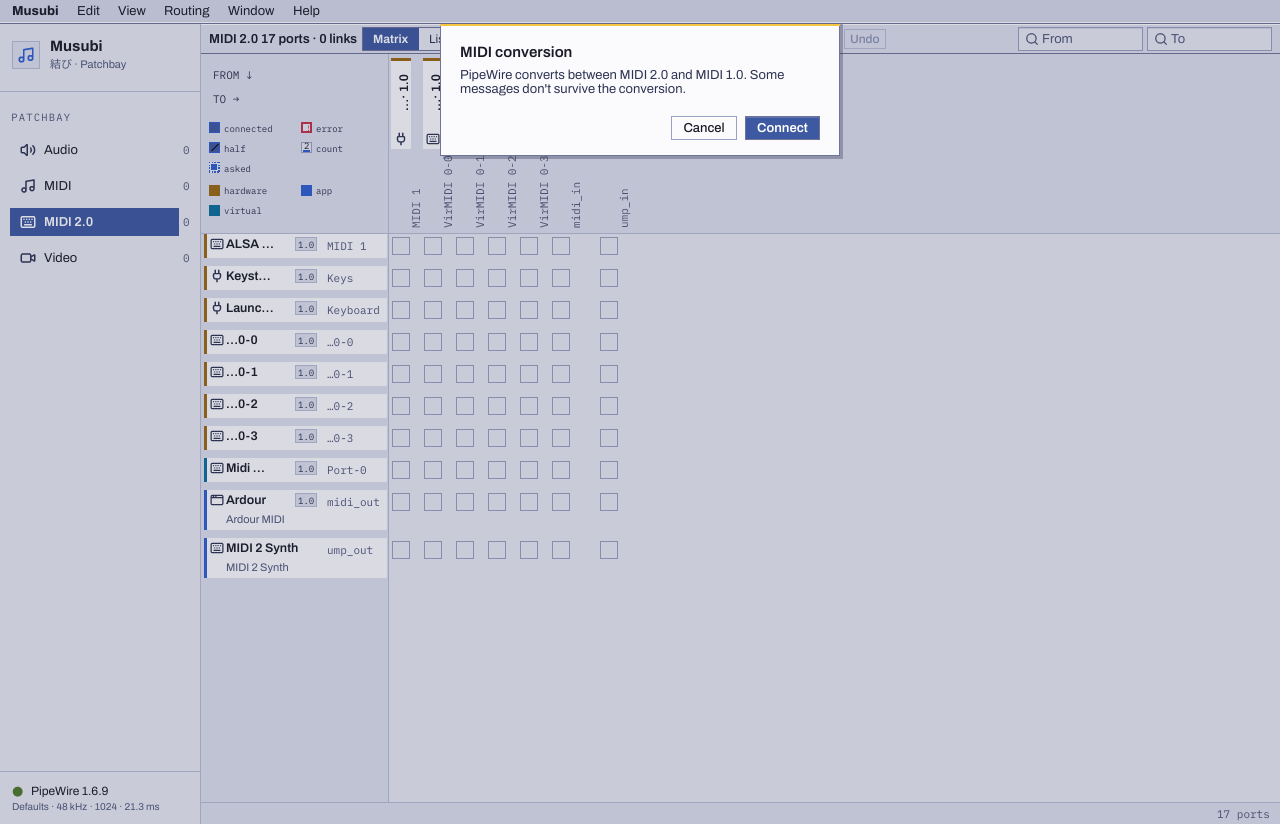 Musubi Edit View Routing Window Help
Musubi
結び · Patchbay
MIDI 2.0 17 ports · 0 links Matrix Undo From To
MIDI conversion
PipeWire converts between MIDI 2.0 and MIDI 1.0. Some
messages don't survive the conversion.
Cancel Connect
PATCHBAY
Audio 0
MIDI 0
MIDI 2.0 0
Video 0
FROM ↓
TO →
connected error
half 2 count
asked
hardware app
virtual
… 1.0
… 1.0
MIDI 1
VirMIDI 0-0
VirMIDI 0-1
VirMIDI 0-2
VirMIDI 0-3
midi_in
ump_in
ALSA … 1.0 MIDI 1
Keyst… 1.0 Keys
Launc… 1.0 Keyboard
…0-0 1.0 …0-0
…0-1 1.0 …0-1
…0-2 1.0 …0-2
…0-3 1.0 …0-3
Midi … 1.0 Port-0
Ardour 1.0 midi_out
Ardour MIDI
MIDI 2 Synth ump_out
MIDI 2 Synth
PipeWire 1.6.9
Defaults · 48 kHz · 1024 · 21.3 ms
17 ports